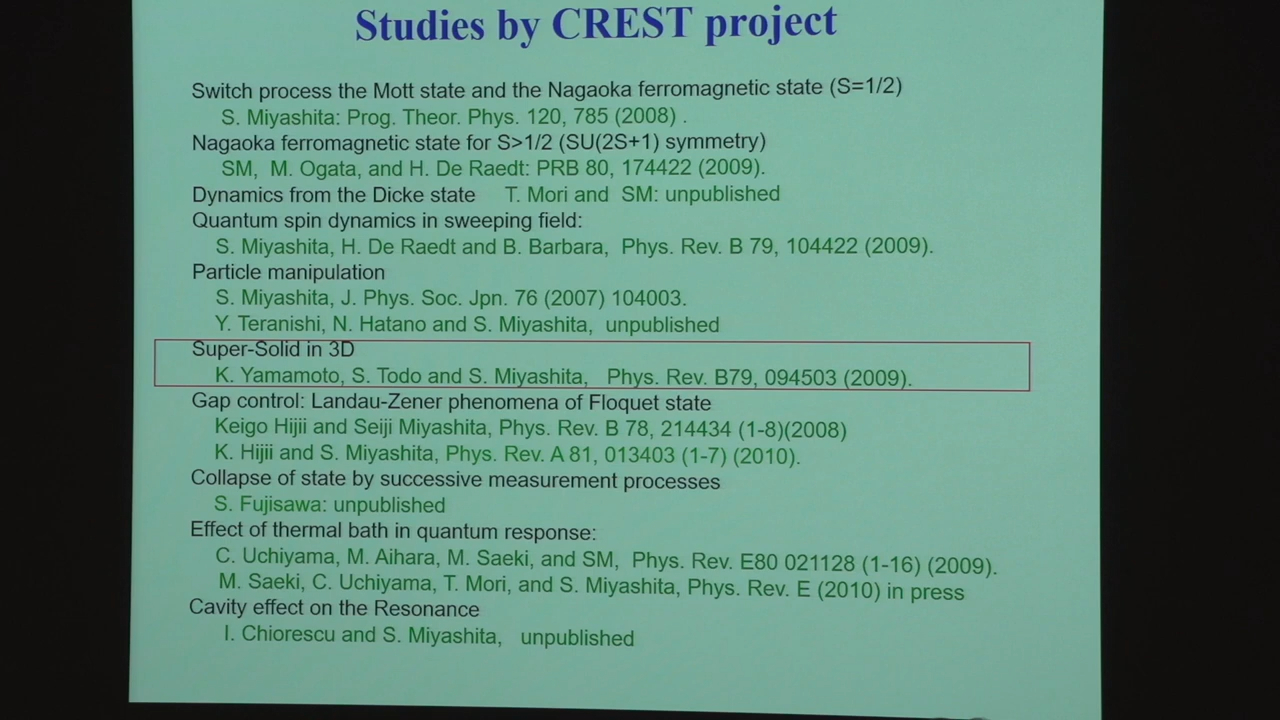 Studies by CREST project
Switch process the Mott state and the Nagaoka ferromagnetic state (S=1/2)
S. Miyashita: Prog. Theor. Phys. 120, 785 (2008) .
Nagaoka ferromagnetic state for S>1/2 (SU(2S+1) symmetry)
SM, M. Ogata, and H. De Raedt: PRB 80, 174422 (2009).
Dynamics from the Dicke state T. Mori and SM: unpublished
Quantum spin dynamics in sweeping field:
S. Miyashita, H. De Raedt and B. Barbara, Phys. Rev. B 79, 104422 (2009).
Particle manipulation
S. Miyashita, J. Phys. Soc. Jpn. 76 (2007) 104003.
Y. Teranishi, N. Hatano and S. Miyashita, unpublished
Super-Solid in 3D
K. Yamamoto, S. Todo and S. Miyashita, Phys. Rev. B79, 094503 (2009).
Gap control: Landau-Zener phenomena of Floquet state
Keigo Hijii and Seiji Miyashita, Phys. Rev. B 78, 214434 (1-8)(2008)
K. Hijii and S. Miyashita, Phys. Rev. A 81, 013403 (1-7) (2010).
Collapse of state by successive measurement processes
S. Fujisawa: unpublished
Effect of thermal bath in quantum response:
C. Uchiyama, M. Aihara, M. Saeki, and SM, Phys. Rev. E80 021128 (1-16) (2009).
M. Saeki, C. Uchiyama, T. Mori, and S. Miyashita, Phys. Rev. E (2010) in press
Cavity effect on the Resonance
I. Chiorescu and S. Miyashita, unpublished